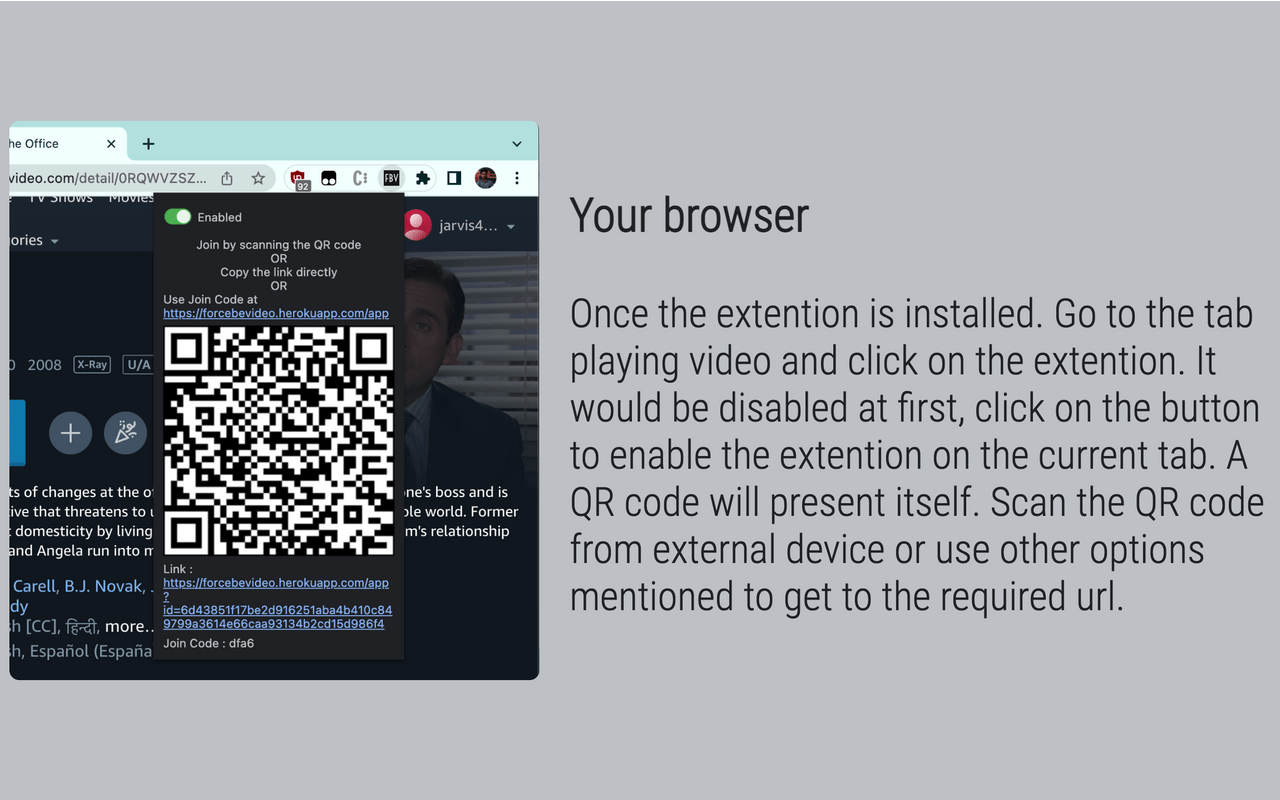 he Office
video.com/detail/0RQWVZSZ...
92
FBV
TV Shows Movies
ories
Enabled
jarvis4...
Join by scanning the QR code
OR
Copy the link directly
OR
Use Join Code at
https://forcebevideo.herokuapp.com/app
2008 X-Ray U/A
ts of changes at the of
one's boss and is
ive that threatens to u
ble world. Former
t domesticity by living
m's relationship
and Angela run into m
Link :
https://forcebevideo.herokuapp.com/app
?
id=6d43851f17be2d916251aba4b410c84
9799a3614e66caa93134b2cd15d986f4
Join Code : dfa6
Carell, B.J. Novak,
dy
sh [CC], हिन्दी, more..
sh, Español (España
Your browser
Once the extention is installed. Go to the tab
playing video and click on the extention. It
would be disabled at first, click on the button
to enable the extention on the current tab. A
QR code will present itself. Scan the QR code
from external device or use other options
mentioned to get to the required url.